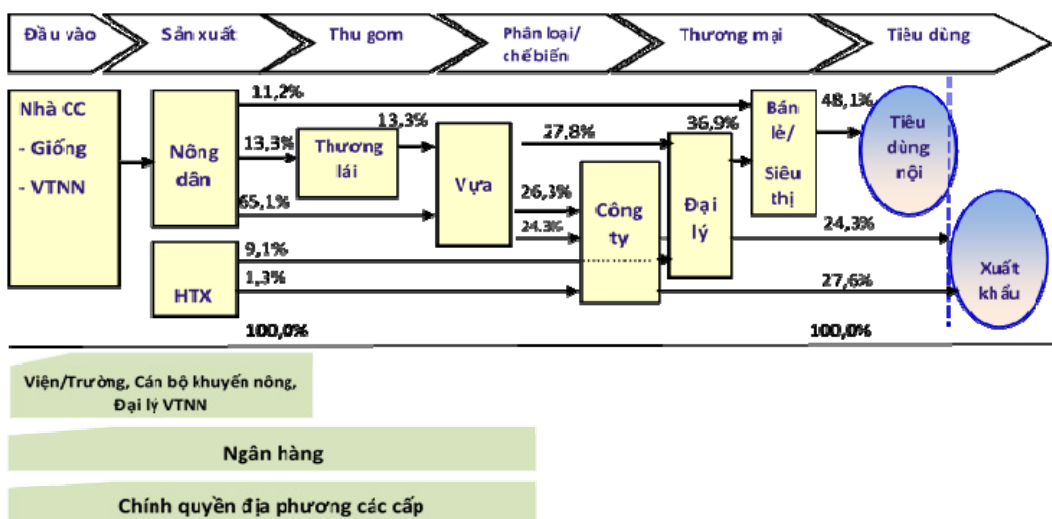 Đầu vào
Sản xuất
Thu gom
Phân loại/
chế biến
Thương mại
Tiêu dùng
Nhà CC
- Giống
- VTNN
Nông
dân
HTX
11,2%
13,3%
65,1%
9,1%
1,3%
100,0%
Thương
lái
13,3%
Vựa
27,8%
26,3%
24.3%
Công
ty
36,9%
Đại
lý
Bán
lẻ/
Siêu
thị
48,1%
Tiêu
dùng
nội
24,3%
27,6%
Xuất
khẩu
100,0%
Viện/Trường, Cán bộ khuyến nông,
Đại lý VTNN
Ngân hàng
Chính quyền địa phương các cấp